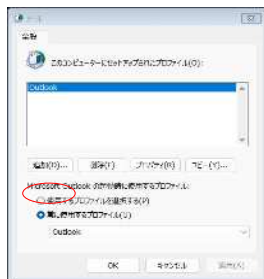 メール
全般
このコンピューターにセットアップされたプロファイル(O):
Outlook
追加(D)... 削除(E) プロパティ(R) コピー(Y)...
Microsoft Outlook の起動時に使用するプロファイル:
使用するプロファイルを選択する(P)
常に使用するプロファイル(U)
Outlook
OK キャンセル 適用(A)